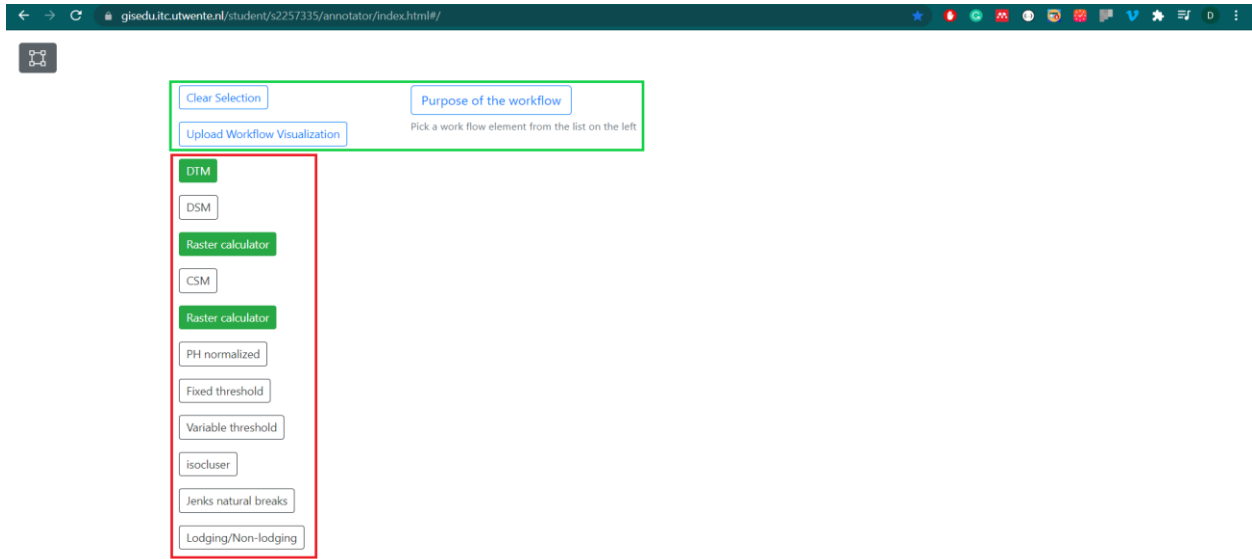 gisedu.itc.utwente.nl/student/s2257335/annotator/index.html#/
D
Clear Selection
Purpose of the workflow
Upload Workflow Visualization
Pick a work flow element from the list on the left
DTM
DSM
Raster calculator
CSM
Raster calculator
PH normalized
Fixed threshold
Variable threshold
isocluser
Jenks natural breaks
Lodging/Non-lodging